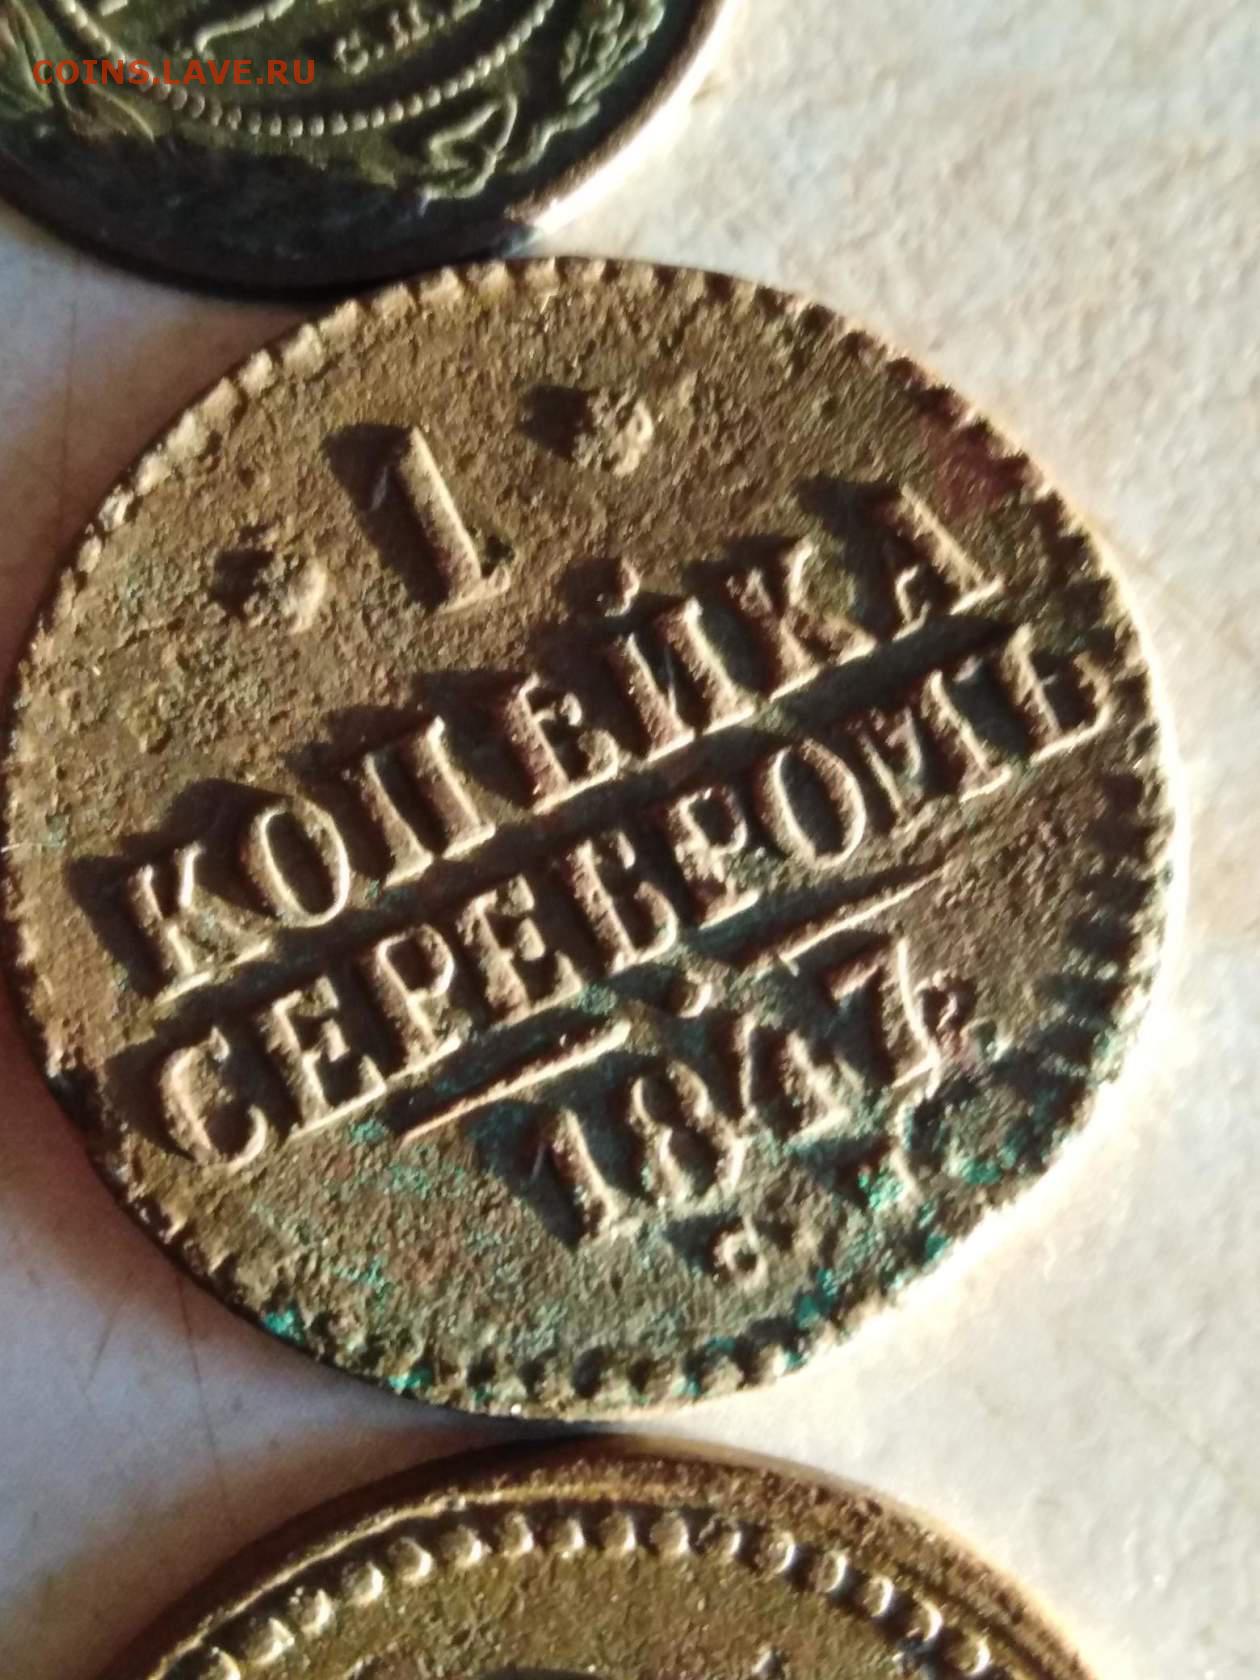 С.П.
COINS.LAVE.RU
1
КОПЕЙКА
СЕРЕБРОМЪ
1847.